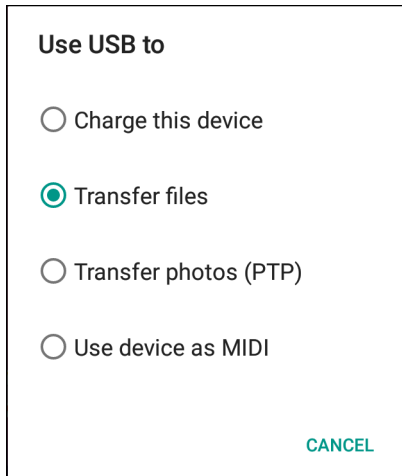 Use USB to
Charge this device
Transfer files
Transfer photos (PTP)
Use device as MIDI
CANCEL